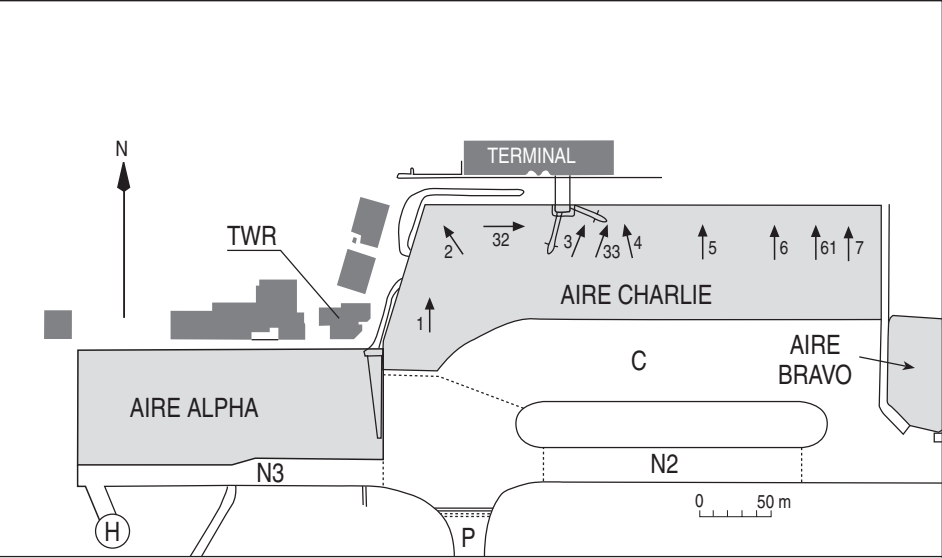 TERMINAL
N
TWR
2
32
3
33
4
5
6
61
7
1
AIRE CHARLIE
C
AIRE
BRAVO
AIRE ALPHA
N3
N2
0 50 m
H
P